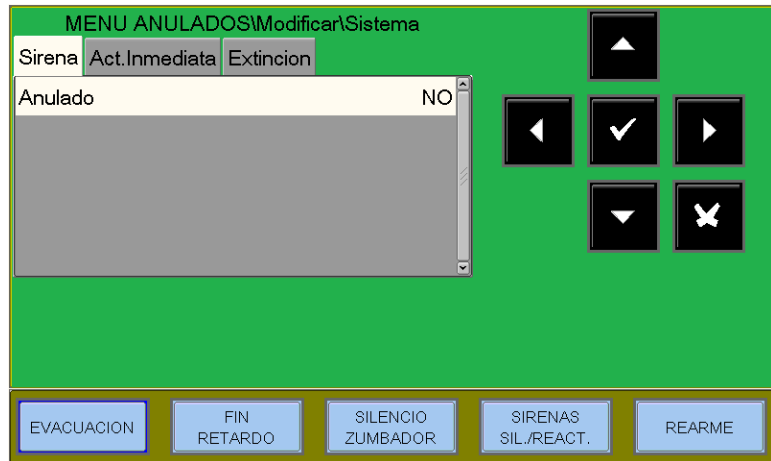 MENU ANULADOS\Modificar\Sistema
Sirena Act.Inmediata Extincion
Anulado NO
EVACUACION
FIN
RETARDO
SILENCIO
ZUMBADOR
SIRENAS
SIL./REACT.
REARME